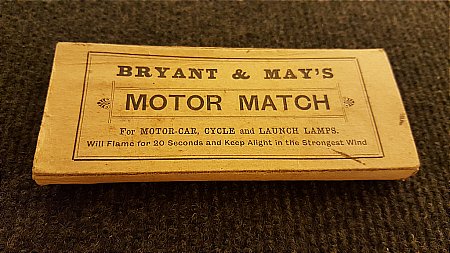 BRYANT & MAY'S
MOTOR MATCH
For MOTOR-CAR, CYCLE and LAUNCH LAMPS.
Will Flame for 20 Seconds and Keep Alight in the Strongest Wind